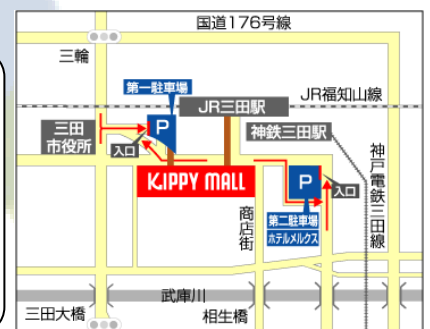 国道176号線
三輪
第一駐車場
JR福知山線
JR三田駅
P
三田
市役所
入口
神鉄三田駅
KiPPY MALL
P
入口
神戸電鉄三田線
商店街
第二駐車場
ホテルメルクス
武庫川
三田大橋
相生橋